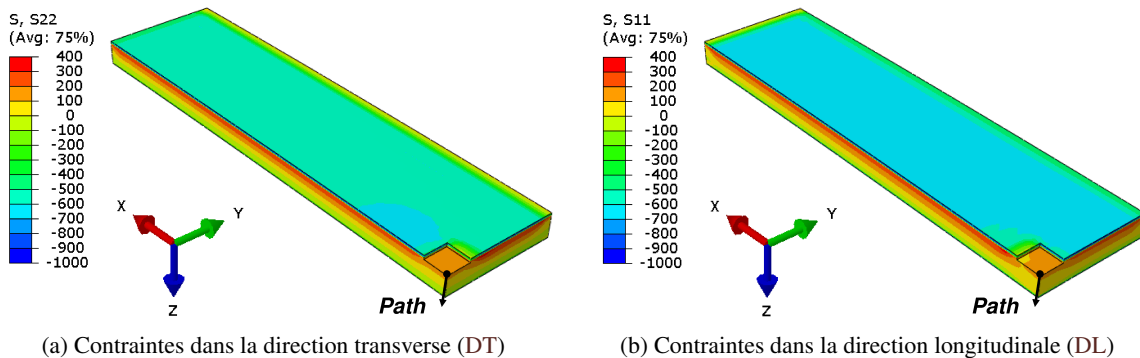 S, S22
(Avg: 75%)
400
300
100
0
-100
-200
-300
-400
-500
-600
-700
-800
-900
-1000
X
Y
Z
Path
(a) Contraintes dans la direction transverse (DT)
S, S11
(Avg: 75%)
400
300
100
0
-100
-200
-300
-400
-500
-600
-700
-800
-900
-1000
X
Y
Z
Path
(b) Contraintes dans la direction longitudinale (DL)